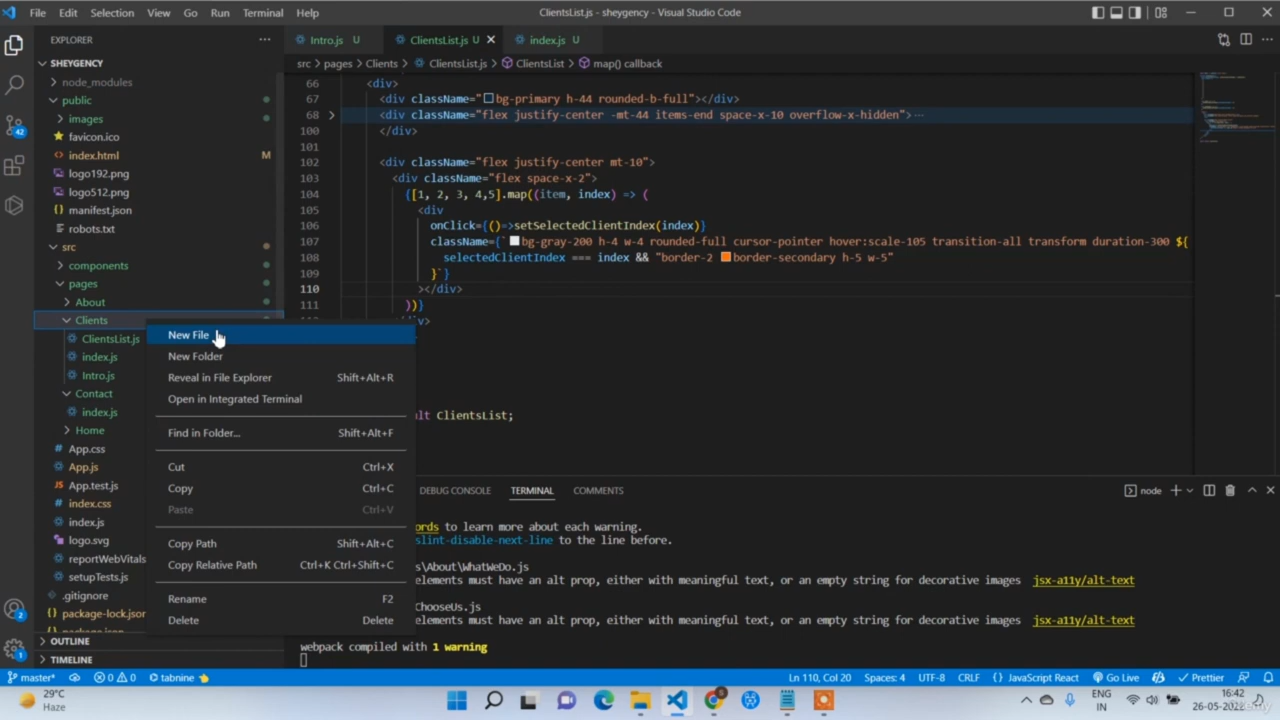 File Edit Selection View Go Run Terminal Help
ClientsList.js - sheygency - Visual Studio Code
EXPLORER
Intro.js U
ClientsList.js U
index.js U
SHEYGENCY
src > pages > Clients > ClientsList.js > ClientsList > map() callback
node_modules
public
images
favicon.ico
index.html M
logo192.png
logo512.png
manifest.json
robots.txt
src
components
pages
About
Clients
ClientsList.js
index.js
Intro.js
Contact
index.js
Home
App.css
App.js
App.test.js
index.css
index.js
logo.svg
reportWebVitals
setupTests.js
.gitignore
package-lock.json
OUTLINE
TIMELINE
42
2
1
66 <div>
67 <div className="bg-primary h-44 rounded-b-full"></div>
68 <div className="flex justify-center -mt-44 items-end space-x-10 overflow-x-hidden">…
100 </div>
101
102 <div className="flex justify-center mt-10">
103 <div className="flex space-x-2">
104 {[1, 2, 3, 4,5].map((item, index) => (
105 <div
106 onClick={()=>setSelectedClientIndex(index)}
107 className={`bg-gray-200 h-4 w-4 rounded-full cursor-pointer hover:scale-105 transition-all transform duration-300 ${
108 selectedClientIndex === index && "border-2 border-secondary h-5 w-5"
109 }`}
110 ></div>
111 ))}
iv>
lt ClientsList;
New File
New Folder
Reveal in File Explorer Shift+Alt+R
Open in Integrated Terminal
Find in Folder... Shift+Alt+F
Cut Ctrl+X
Copy Ctrl+C
Paste Ctrl+V
Copy Path Shift+Alt+C
Copy Relative Path Ctrl+K Ctrl+Shift+C
Rename F2
Delete Delete
DEBUG CONSOLE TERMINAL COMMENTS
node
ords to learn more about each warning.
slint-disable-next-line to the line before.
s\About\WhatWeDo.js
elements must have an alt prop, either with meaningful text, or an empty string for decorative images jsx-a11y/alt-text
ChooseUs.js
elements must have an alt prop, either with meaningful text, or an empty string for decorative images jsx-a11y/alt-text
webpack compiled with 1 warning
master* 0 0 tabnine
Ln 110, Col 20 Spaces: 4 UTF-8 CRLF {} JavaScript React Go Live Prettier
29°C
Haze
ENG
IN
16:42
26-05-2022